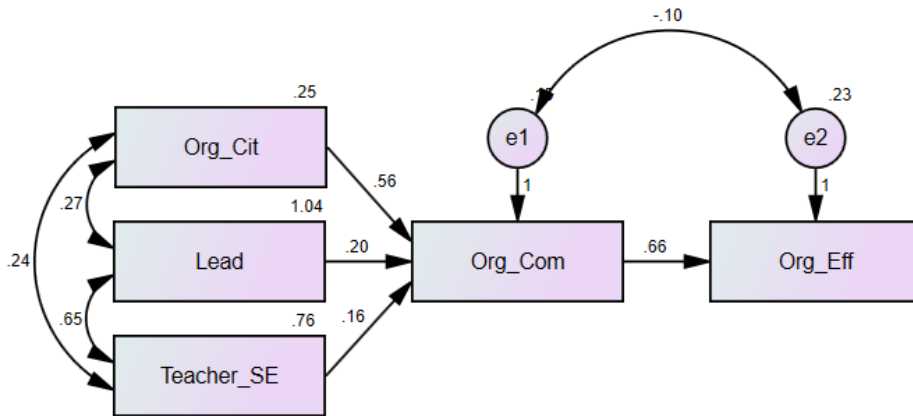 -.10
.25
.23
Org_Cit
e1
e2
.56
1
1
.27
1.04
.24
Lead
.20
Org_Com
.66
Org_Eff
.65
.76
.16
Teacher_SE